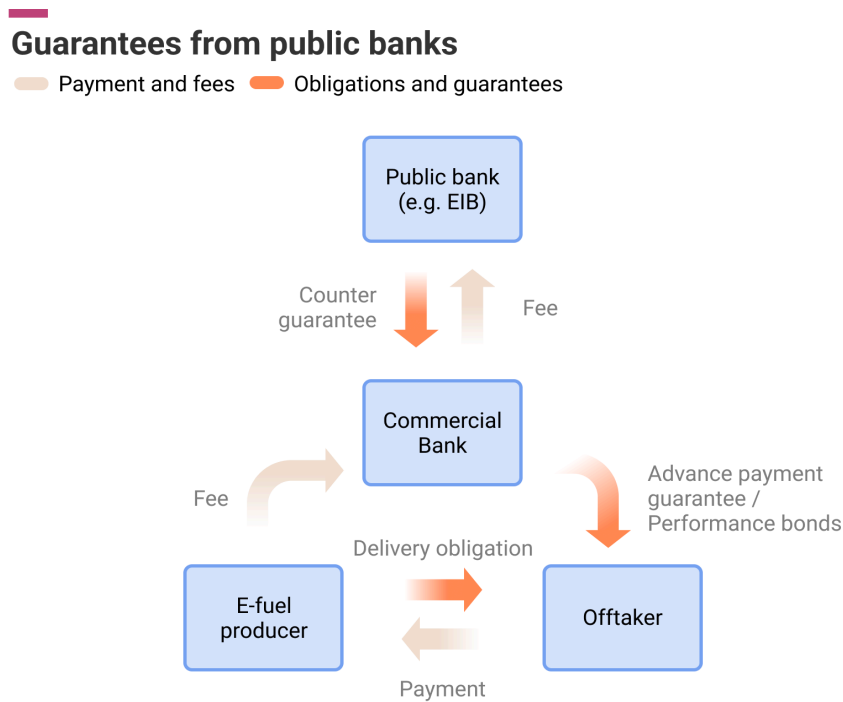 Guarantees from public banks
Payment and fees
Obligations and guarantees
Public bank
(e.g. EIB)
Counter
guarantee
Fee
Commercial
Bank
Fee
Advance payment
guarantee /
Performance bonds
Delivery obligation
E-fuel
producer
Offtaker
Payment